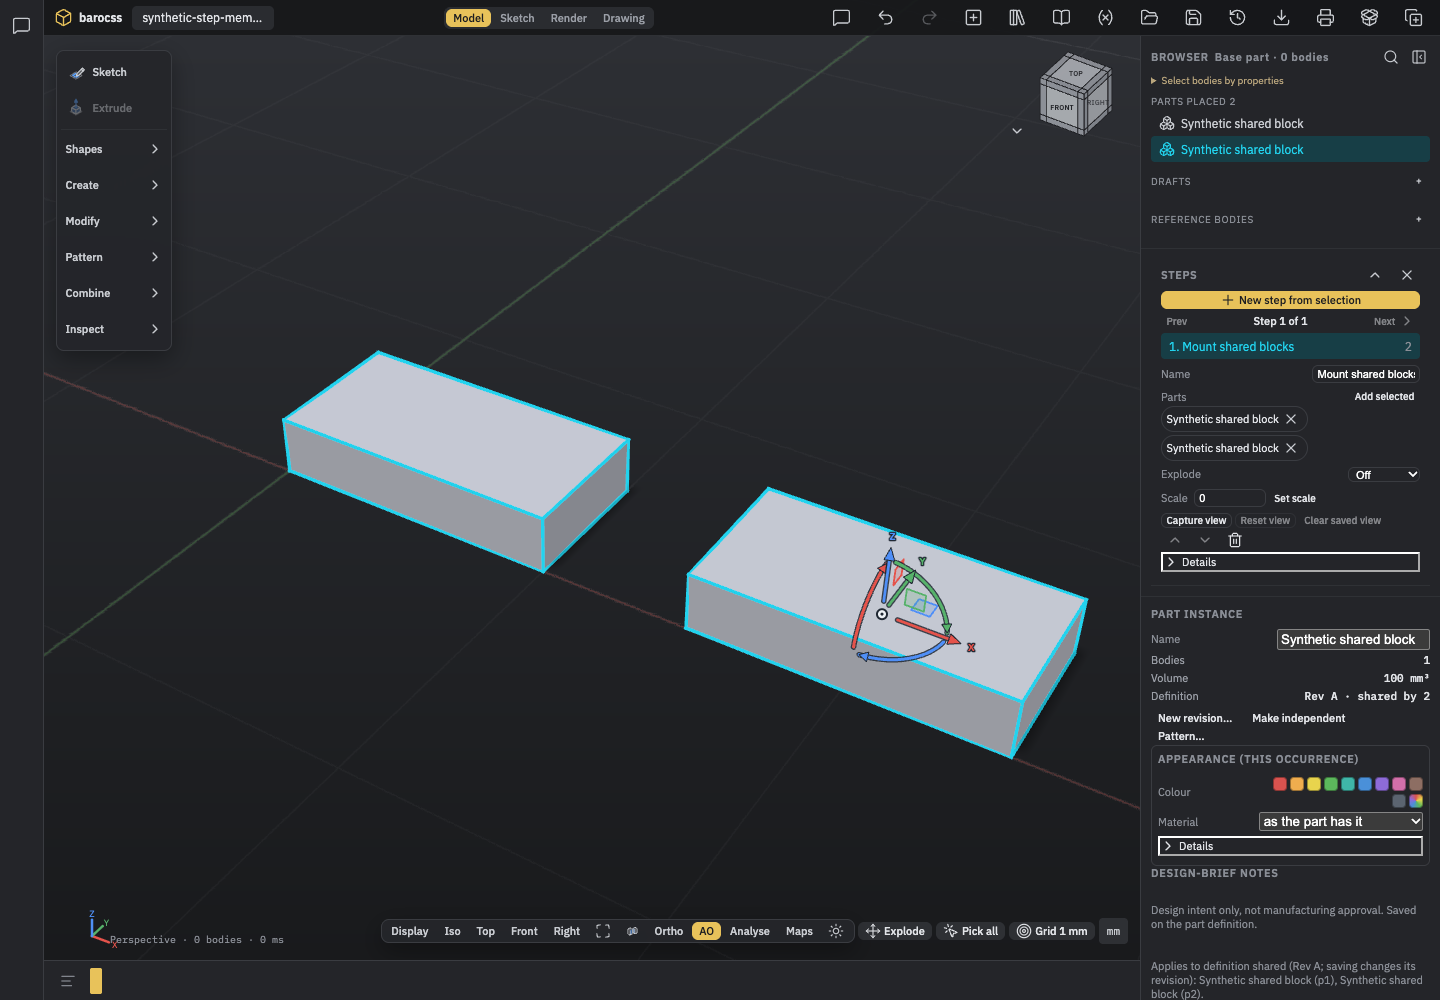 barocss
synthetic-step-mem...
Model
Sketch
Render
Drawing
Sketch
Extrude
Shapes
Create
Modify
Pattern
Combine
Inspect
TOP
FRONT
RIGHT
BROWSER Base part · 0 bodies
Select bodies by properties
PARTS PLACED 2
Synthetic shared block
Synthetic shared block
DRAFTS +
REFERENCE BODIES +
STEPS
New step from selection
Prev Step 1 of 1 Next
1. Mount shared blocks 2
Name Mount shared blocks
Parts Add selected
Synthetic shared block
Synthetic shared block
Explode Off
Scale 0 Set scale
Capture view Reset view Clear saved view
Details
PART INSTANCE
Name Synthetic shared block
Bodies 1
Volume 100 mm³
Definition Rev A · shared by 2
New revision... Make independent
Pattern...
APPEARANCE (THIS OCCURRENCE)
Colour
Material as the part has it
Details
DESIGN-BRIEF NOTES
Design intent only, not manufacturing approval. Saved
on the part definition.
Applies to definition shared (Rev A; saving changes its
revision): Synthetic shared block (p1), Synthetic shared
block (p2).
Z
Y
X
Z
Y
X
Perspective · 0 bodies · 0 ms
Display Iso Top Front Right Ortho AO Analyse Maps Explode Pick all Grid 1 mm mm